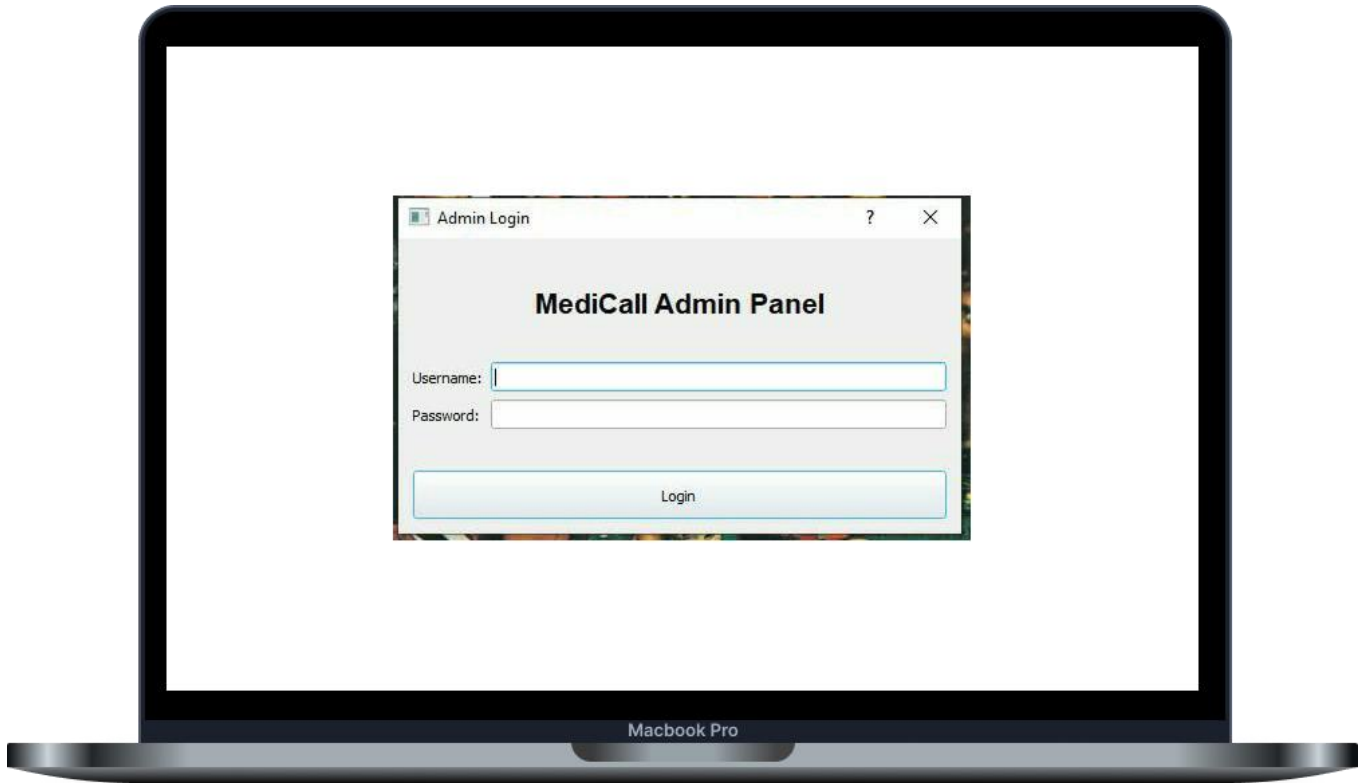 Admin Login ?
MediCall Admin Panel
Username:
Password:
Login
Macbook Pro